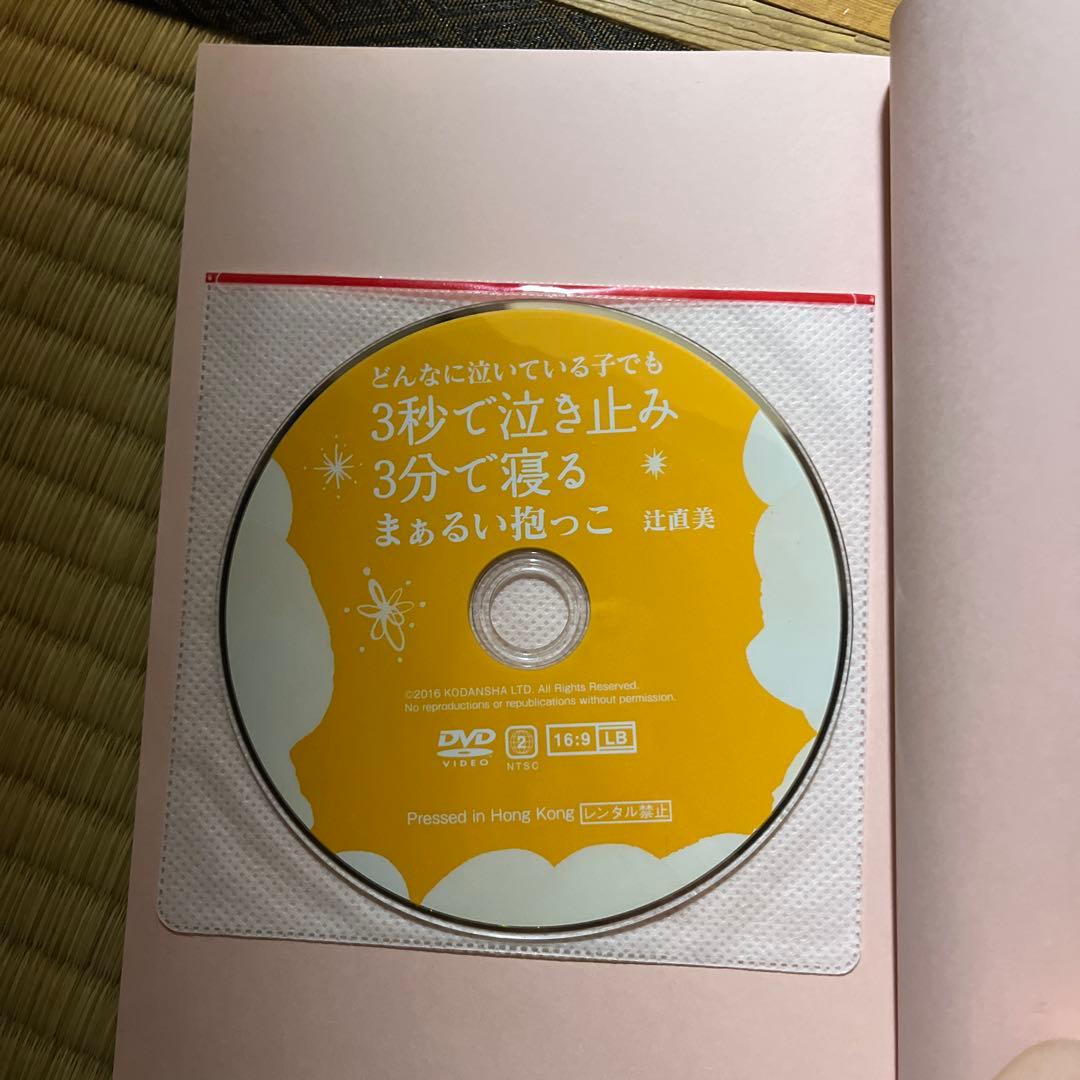 どんなに泣いている子でも
3秒で泣き止み
3分で寝る
まぁるい抱っこ 辻直美
©2016 KODANSHA LTD. All Rights Reserved.
No reproductions or republications without permission.
DVD VIDEO 2 NTSC 16:9 LB
Pressed in Hong Kong レンタル禁止